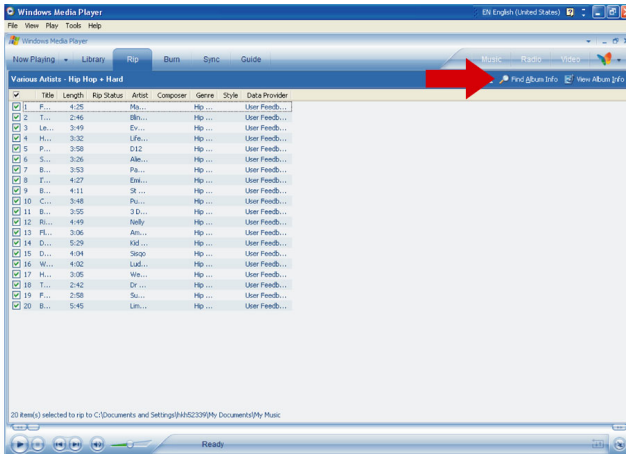 Windows Media Player EN English (United States)
File View Play Tools Help
Windows Media Player
Now Playing Library Rip Burn Sync Guide Music Radio Video
Various Artists - Hip Hop + Hard Find Album Info View Album Info
Title Length Rip Status Artist Composer Genre Style Data Provider
1 F... 4:25 Ma... Hip ... User Feedb...
2 T... 2:46 Blin... Hip ... User Feedb...
3 Le... 3:49 Ev... Hip ... User Feedb...
4 H... 3:32 Life... Hip ... User Feedb...
5 P... 3:58 D12 Hip ... User Feedb...
6 S... 3:26 Alie... Hip ... User Feedb...
7 B... 3:53 Pa... Hip ... User Feedb...
8 I'... 4:27 Emi... Hip ... User Feedb...
9 B... 4:11 St ... Hip ... User Feedb...
10 C... 3:48 Pu... Hip ... User Feedb...
11 B... 3:55 3 D... Hip ... User Feedb...
12 Ri... 4:49 Nelly Hip ... User Feedb...
13 Fl... 3:06 Am... Hip ... User Feedb...
14 D... 5:29 Kid ... Hip ... User Feedb...
15 D... 4:04 Sisqo Hip ... User Feedb...
16 W... 4:02 Lud... Hip ... User Feedb...
17 H... 3:05 We... Hip ... User Feedb...
18 T... 2:42 Dr ... Hip ... User Feedb...
19 F... 2:58 Su... Hip ... User Feedb...
20 B... 5:45 Lim... Hip ... User Feedb...
20 item(s) selected to rip to C:\Documents and Settings\hkh52339\My Documents\My Music
Ready